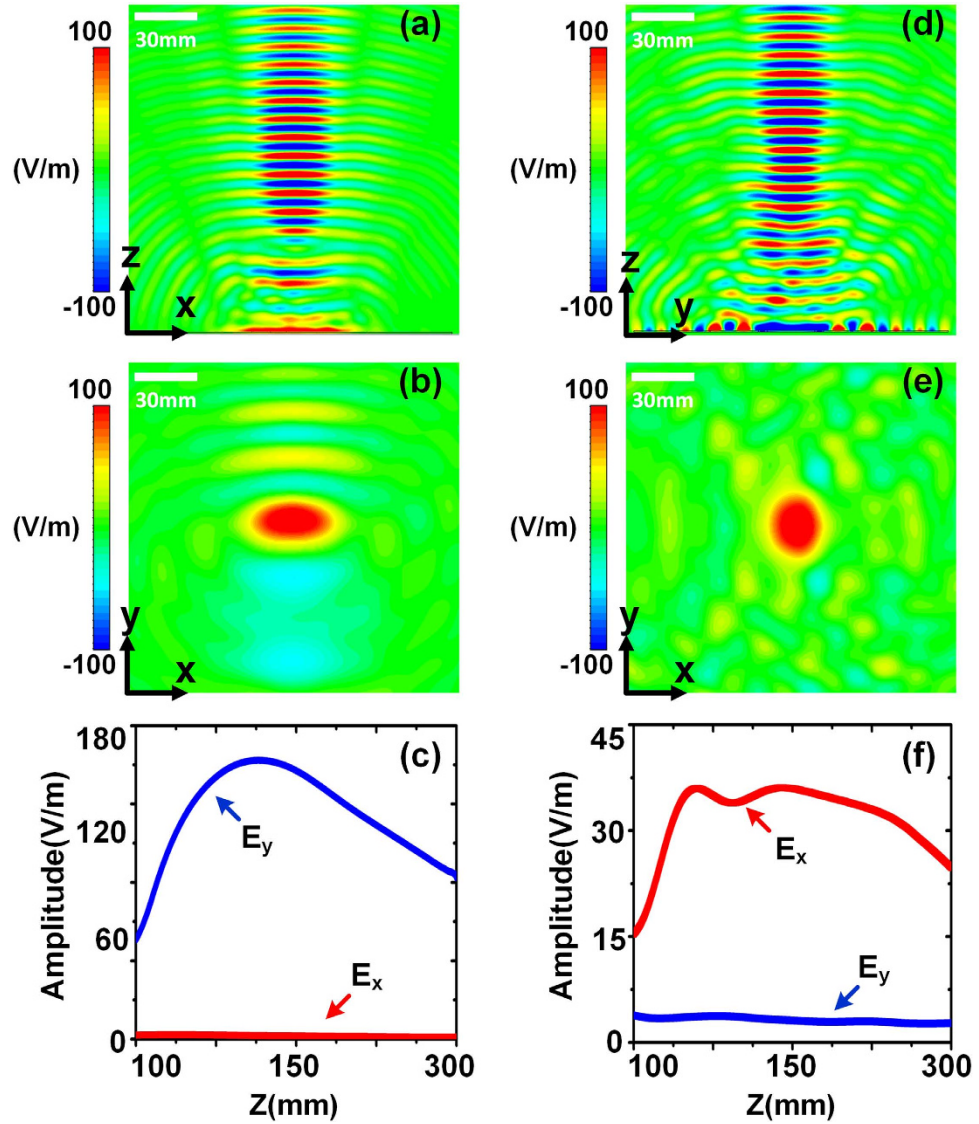 100
30mm
(a)
(V/m)
-100
z
x
100
30mm
(d)
(V/m)
-100
z
y
100
30mm
(b)
(V/m)
-100
y
x
100
30mm
(e)
(V/m)
-100
y
x
(c)
Amplitude(V/m)
180
120
60
0
Ey
Ex
100
150
300
Z(mm)
(f)
Amplitude(V/m)
45
30
15
0
Ex
Ey
100
150
300
Z(mm)